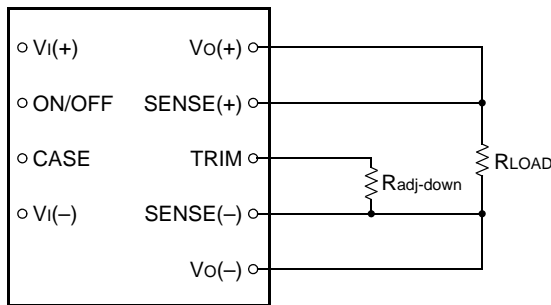 VI(+) VO(+)
ON/OFF SENSE(+)
CASE TRIM
RLOAD
Radj-down
VI(–) SENSE(–)
VO(–)